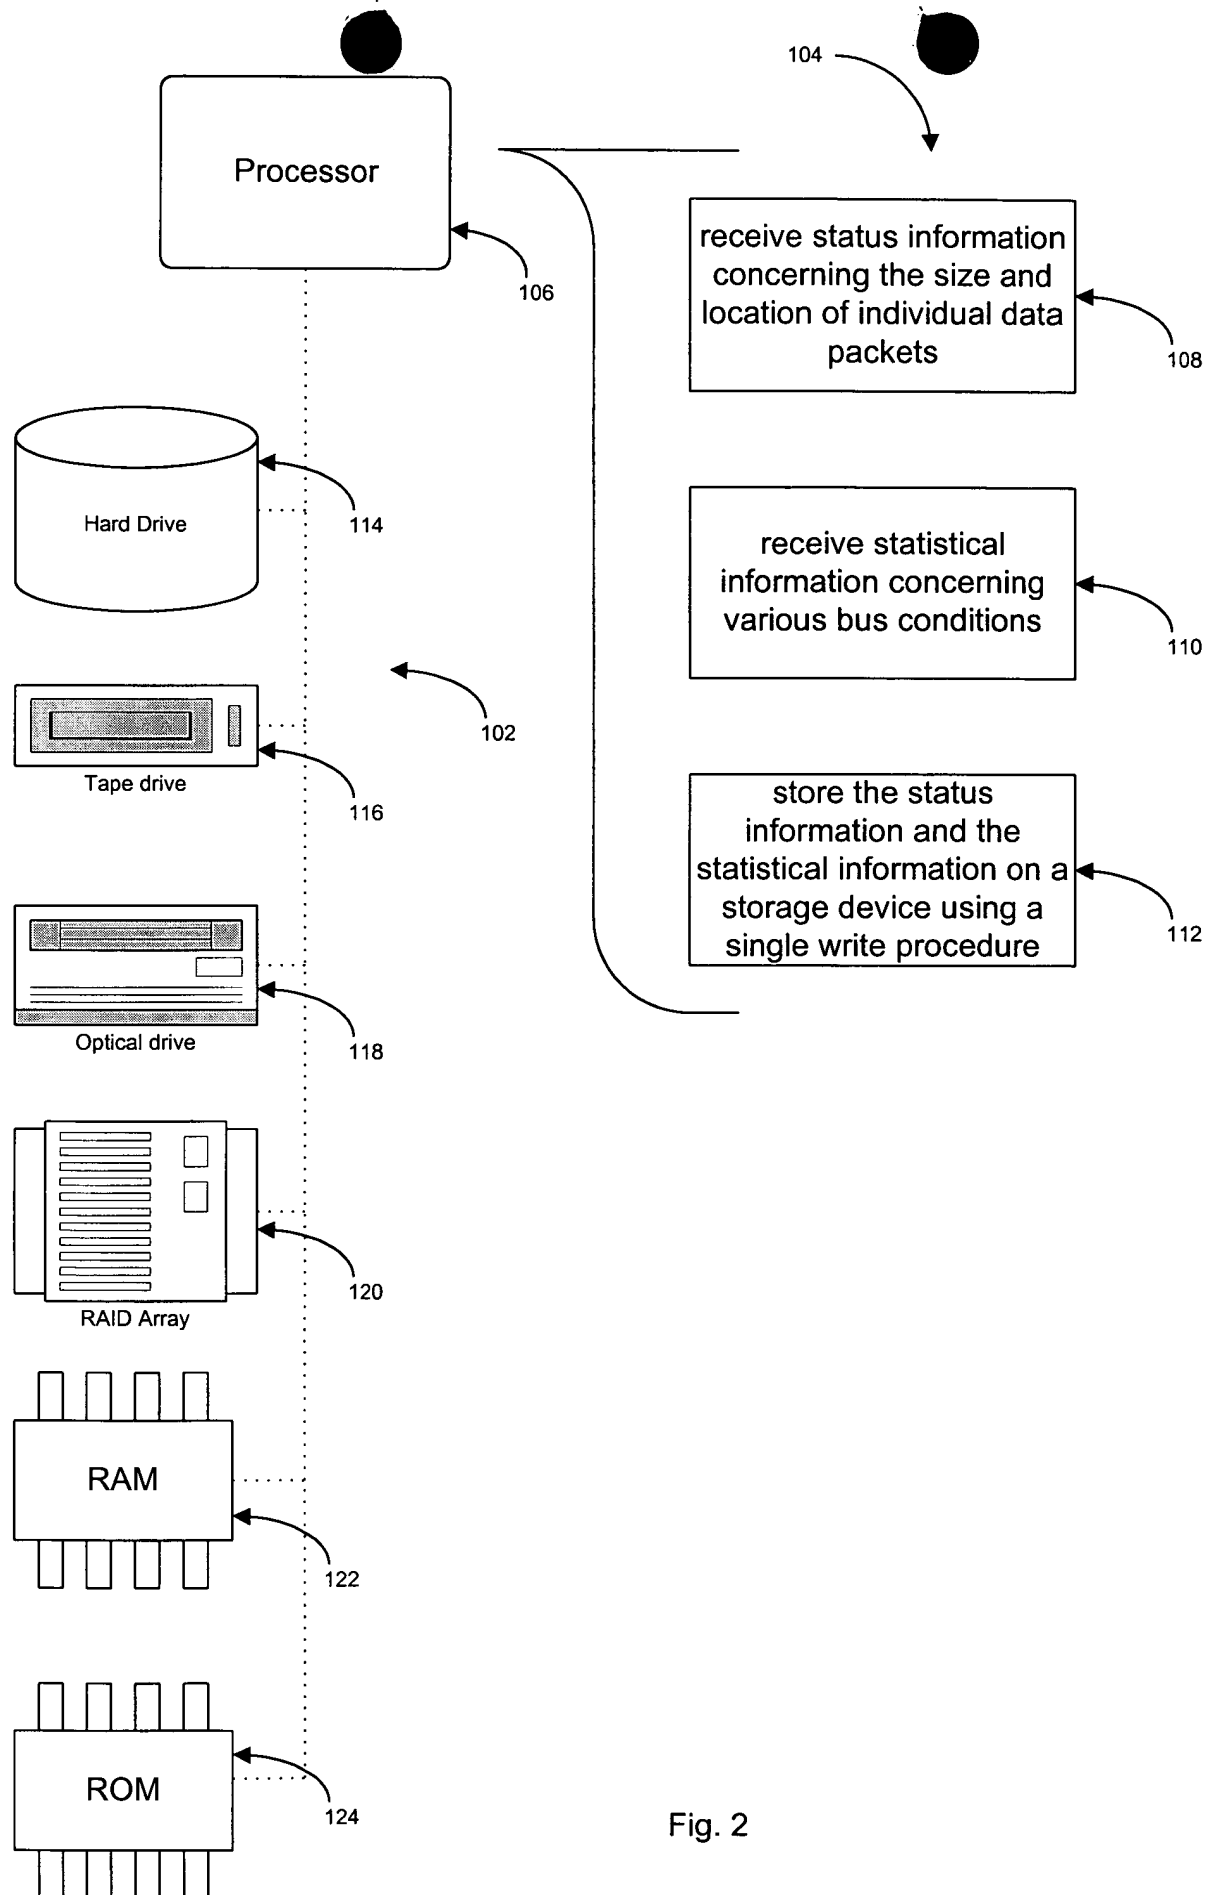 104
Processor
106
receive status information
concerning the size and
location of individual data
packets
108
Hard Drive
114
receive statistical
information concerning
various bus conditions
110
102
Tape drive
116
store the status
information and the
statistical information on a
storage device using a
single write procedure
112
Optical drive
118
RAID Array
120
RAM
122
ROM
124
Fig. 2